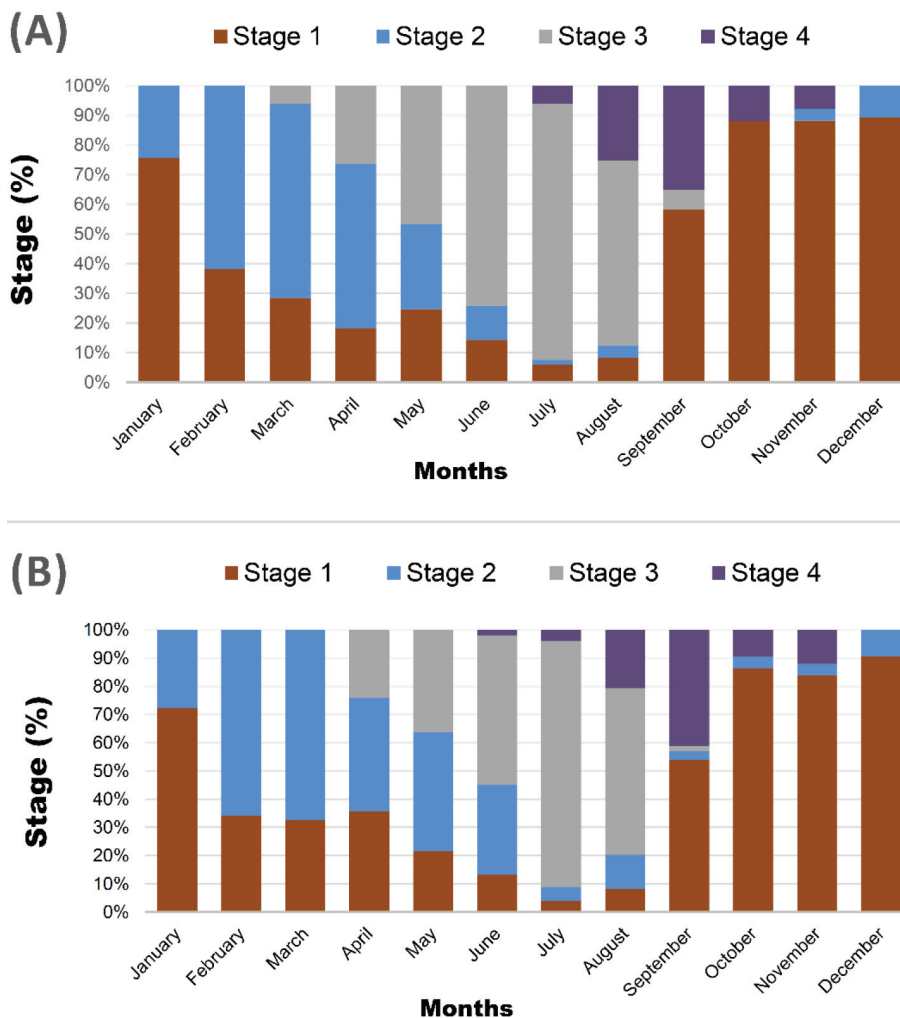 (A)
Stage 1 Stage 2 Stage 3 Stage 4
100%
90%
80%
70%
60%
50%
40%
30%
20%
10%
0%
Stage (%)
January February March April May June July August September October November December
Months
(B)
Stage 1 Stage 2 Stage 3 Stage 4
100%
90%
80%
70%
60%
50%
40%
30%
20%
10%
0%
Stage (%)
January February March April May June July August September October November December
Months